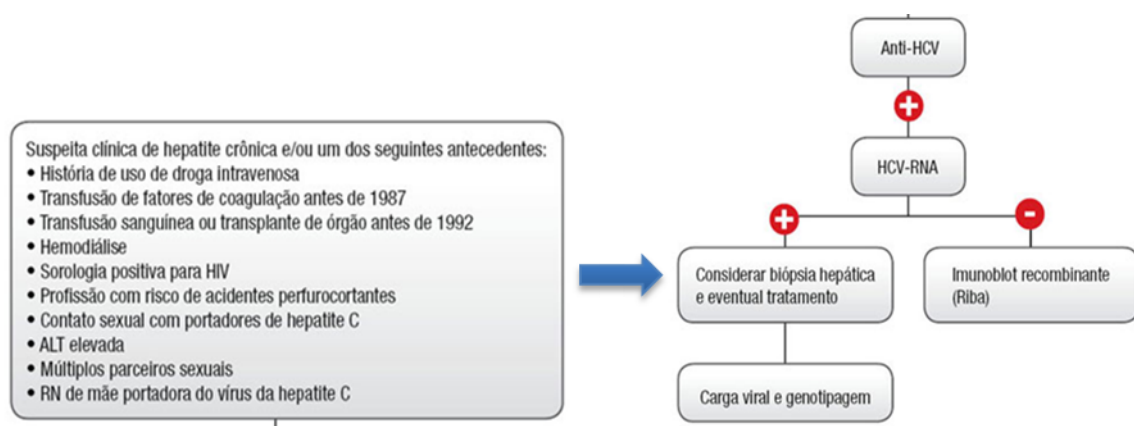 Suspeita clínica de hepatite crônica e/ou um dos seguintes antecedentes:
• História de uso de droga intravenosa
• Transfusão de fatores de coagulação antes de 1987
• Transfusão sanguínea ou transplante de órgão antes de 1992
• Hemodiálise
• Sorologia positiva para HIV
• Profissão com risco de acidentes perfurocortantes
• Contato sexual com portadores de hepatite C
• ALT elevada
• Múltiplos parceiros sexuais
• RN de mãe portadora do vírus da hepatite C
Anti-HCV
+
HCV-RNA
+
-
Considerar biópsia hepática
e eventual tratamento
Imunoblot recombinante
(Riba)
Carga viral e genotipagem